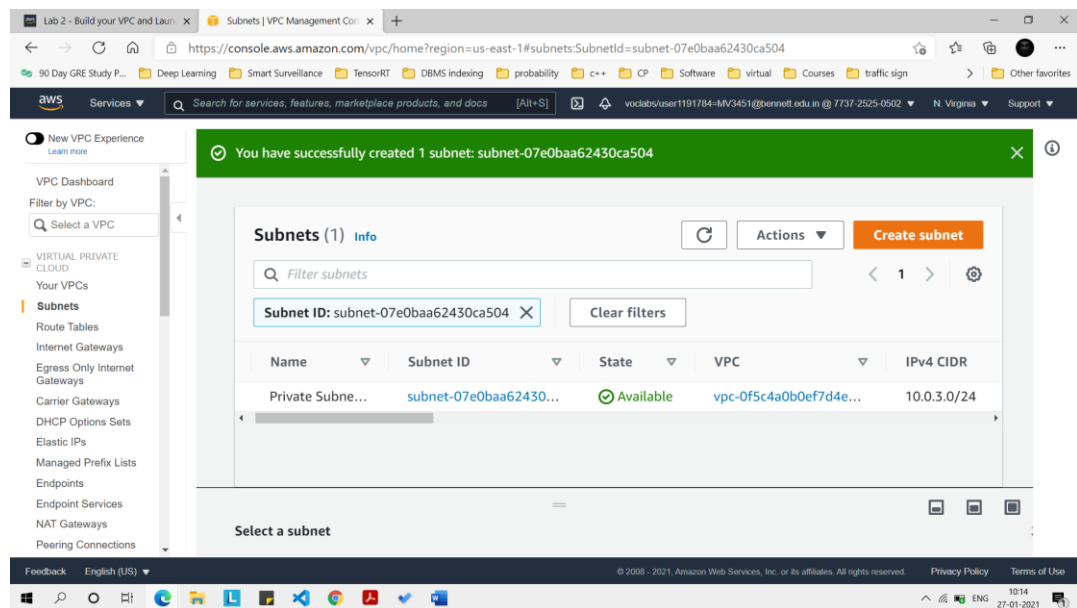 Lab 2 - Build your VPC and Laun
Subnets | VPC Management Con
https://console.aws.amazon.com/vpc/home?region=us-east-1#subnets:SubnetId=subnet-07e0baa62430ca504
90 Day GRE Study P... Deep Learning Smart Surveillance TensorRT DBMS indexing probability c++ CP Software virtual Courses traffic sign Other favorites
aws Services Search for services, features, marketplace products, and docs [Alt+S] voclabs/user1191784=MV3451@bennett.edu.in @ 7737-2525-0502 N. Virginia Support
New VPC Experience
Learn more
You have successfully created 1 subnet: subnet-07e0baa62430ca504
VPC Dashboard
Filter by VPC:
Select a VPC
VIRTUAL PRIVATE
CLOUD
Your VPCs
Subnets
Route Tables
Internet Gateways
Egress Only Internet
Gateways
Carrier Gateways
DHCP Options Sets
Elastic IPs
Managed Prefix Lists
Endpoints
Endpoint Services
NAT Gateways
Peering Connections
Subnets (1) Info
Actions
Create subnet
Filter subnets
1
Subnet ID: subnet-07e0baa62430ca504
Clear filters
Name Subnet ID State VPC IPv4 CIDR
Private Subne... subnet-07e0baa62430... Available vpc-0f5c4a0b0ef7d4e... 10.0.3.0/24
Select a subnet
Feedback English (US) © 2008 - 2021, Amazon Web Services, Inc. or its affiliates. All rights reserved. Privacy Policy Terms of Use
ENG
10:14
27-01-2021